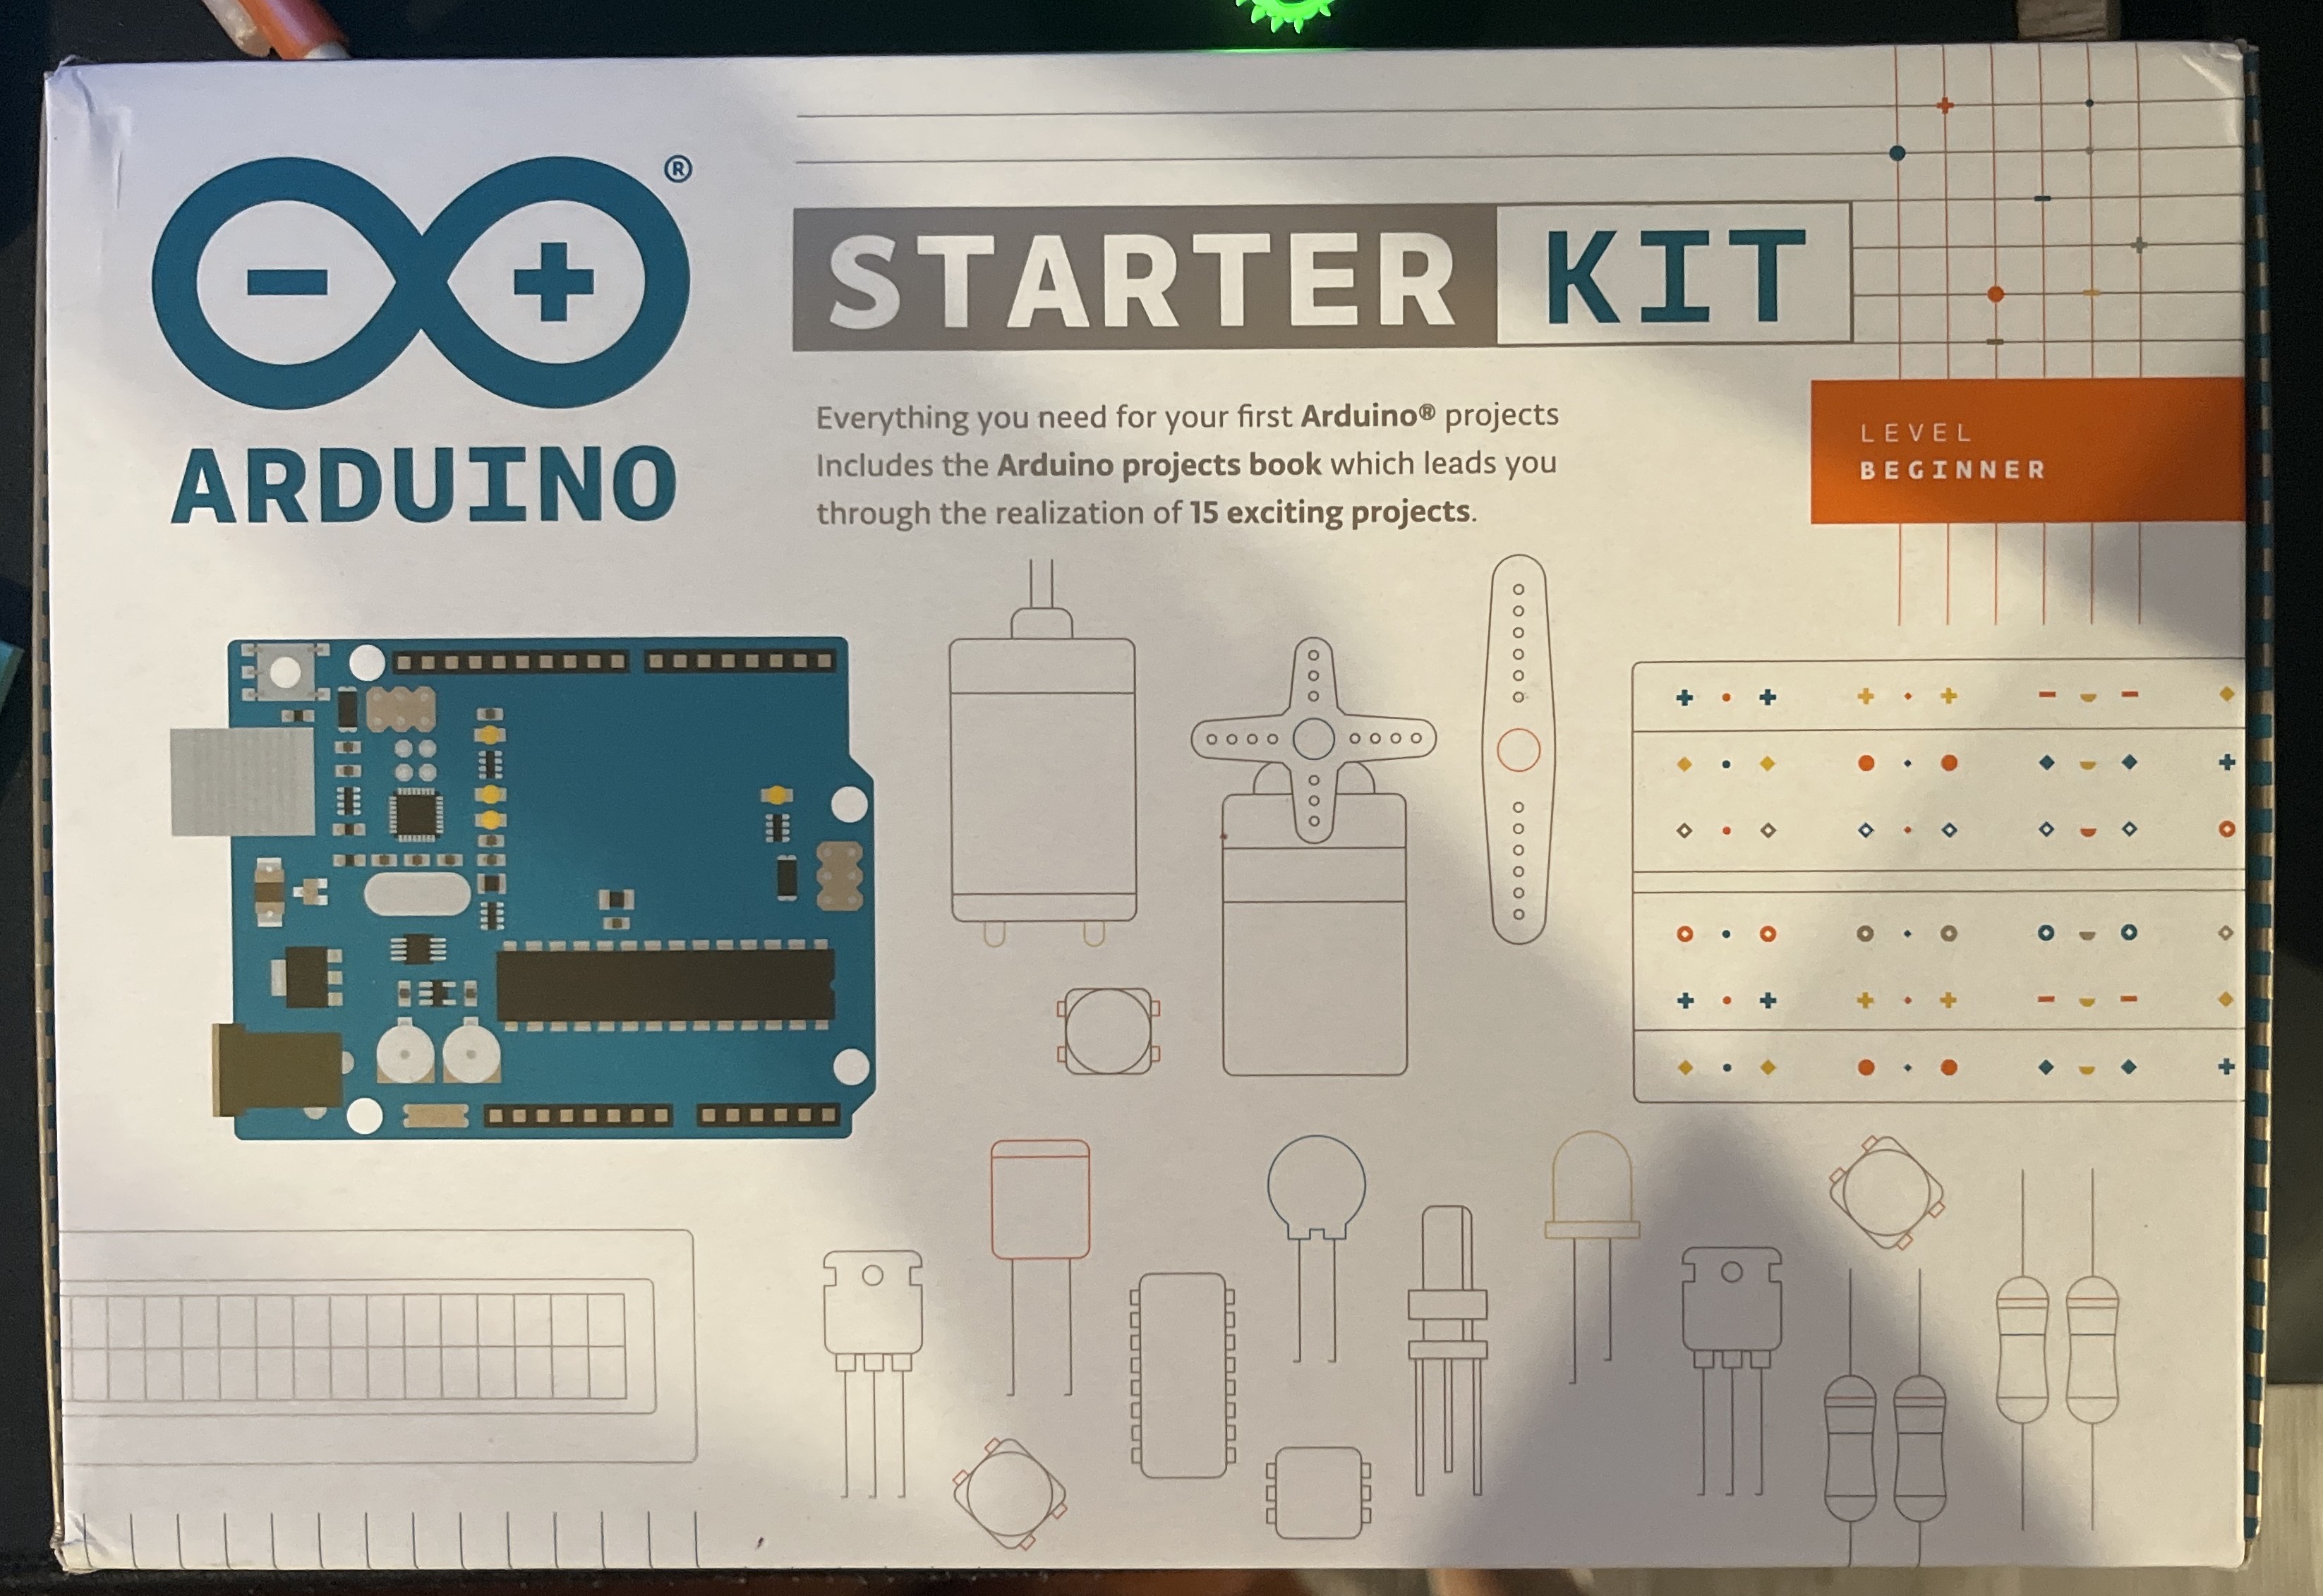 ®
ARDUINO
STARTER KIT
Everything you need for your first Arduino® projects
Includes the Arduino projects book which leads you
through the realization of 15 exciting projects.
LEVEL
BEGINNER